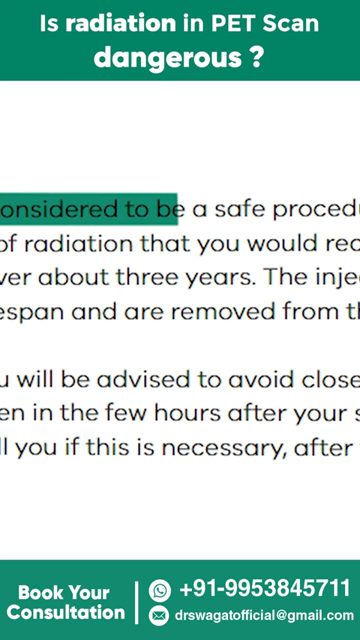 Is radiation in PET Scan
dangerous ?
onsidered to be a safe procedu
of radiation that you would rec
ver about three years. The injec
espan and are removed from th
u will be advised to avoid close
en in the few hours after your s
ll you if this is necessary, after
Book Your
Consultation
+91-9953845711
drswagatofficial@gmail.com